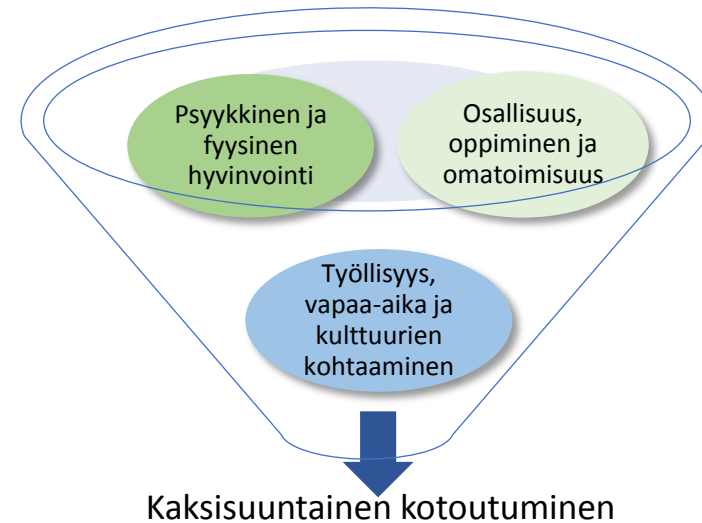 Psyykkinen ja
fyysinen
hyvinvointi
Osallisuus,
oppiminen ja
omatoimisuus
Työllisyys,
vapaa-aika ja
kulttuurien
kohtaaminen
Kaksisuuntainen kotoutuminen